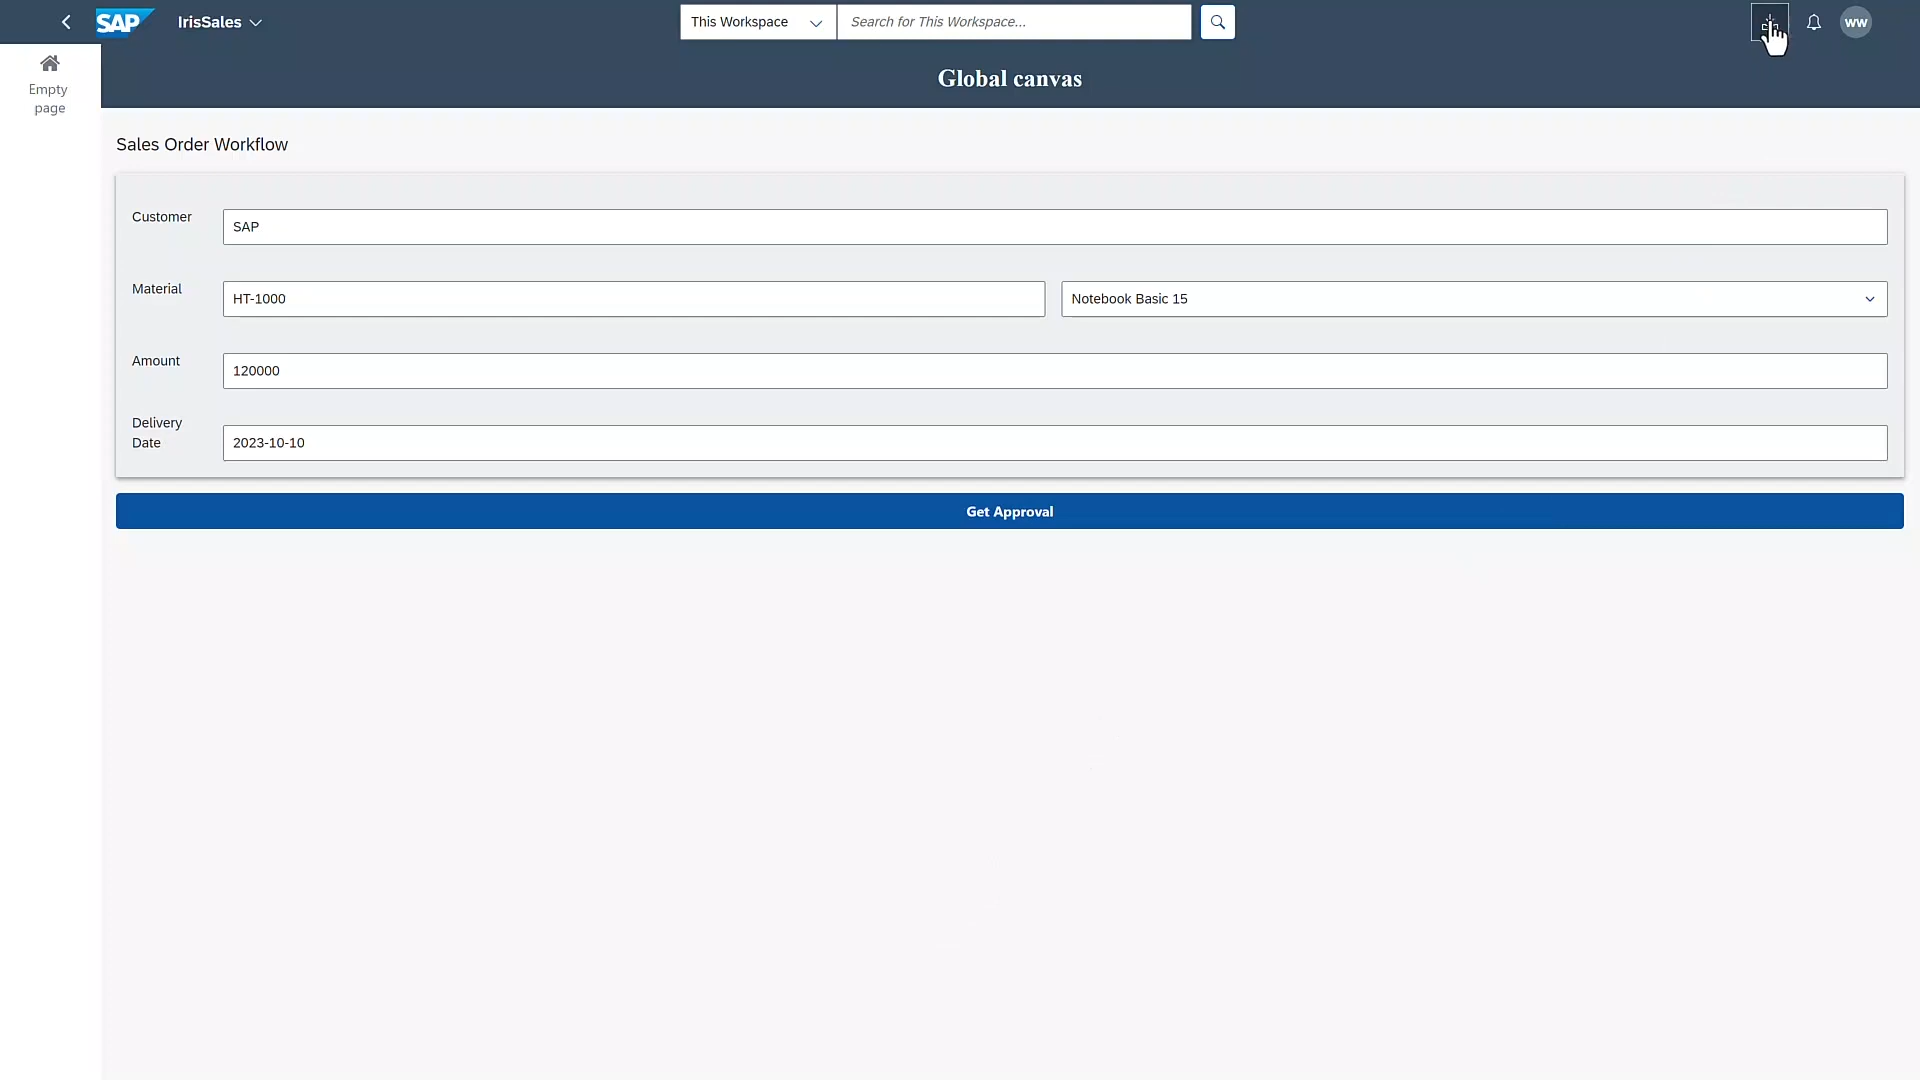 SAP
IrisSales
This Workspace
Search for This Workspace...
WW
Empty
page
Global canvas
Sales Order Workflow
Customer
SAP
Material
HT-1000
Notebook Basic 15
Amount
120000
Delivery
Date
2023-10-10
Get Approval